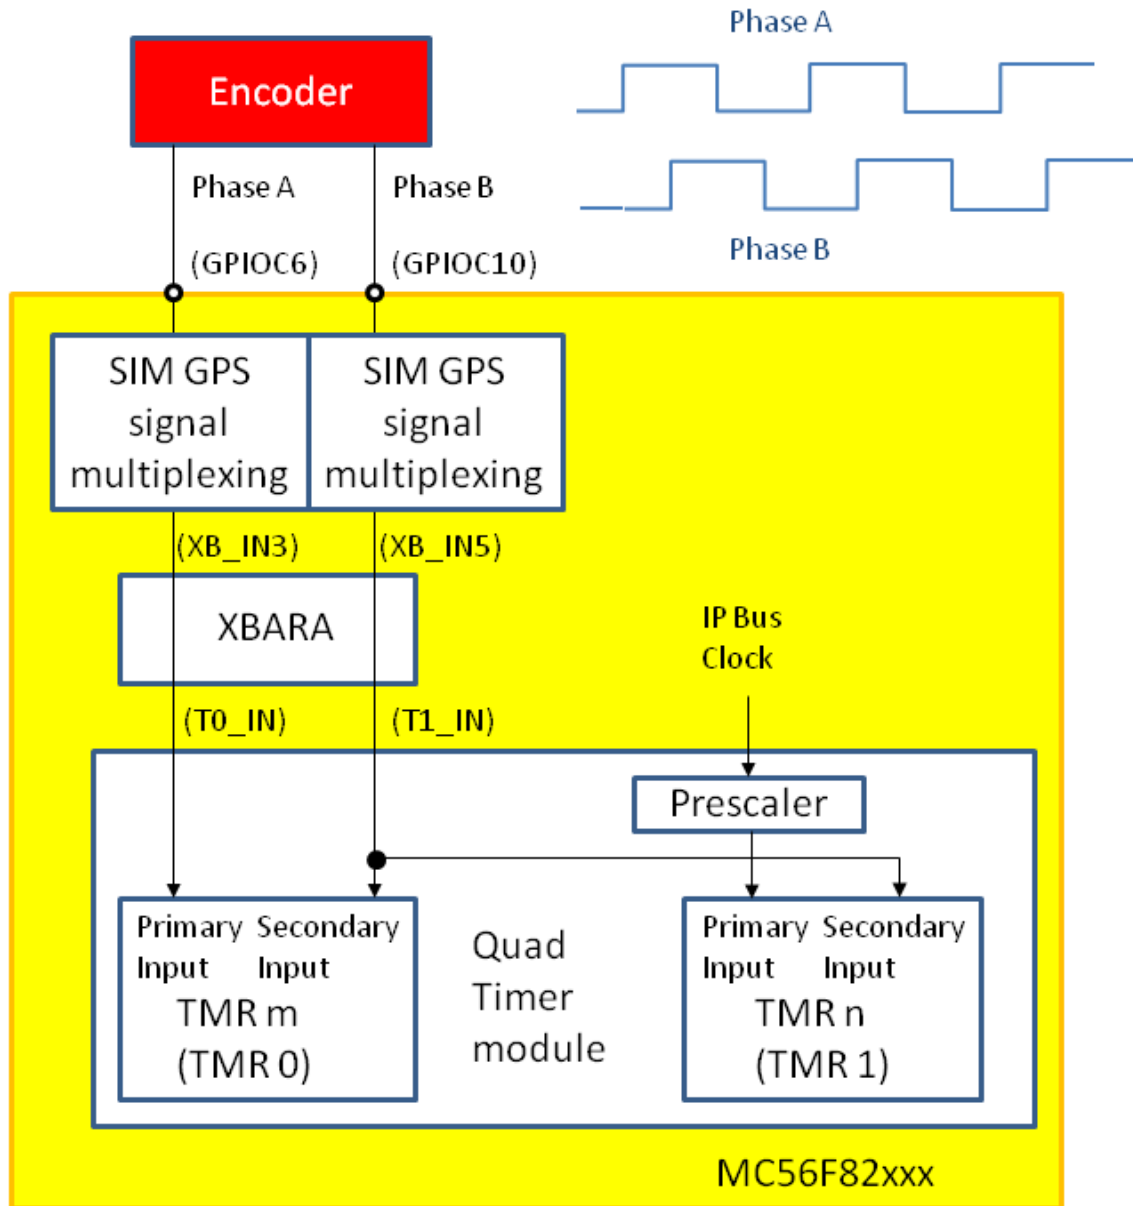 Phase A
Encoder
Phase A
Phase B
Phase B
(GPIOC6)
(GPIOC10)
SIM GPS
signal
multiplexing
SIM GPS
signal
multiplexing
(XB_IN3)
(XB_IN5)
XBARA
IP Bus
Clock
(T0_IN)
(T1_IN)
Prescaler
Primary Secondary
Input Input
TMR m
(TMR 0)
Quad
Timer
module
Primary Secondary
Input Input
TMR n
(TMR 1)
MC56F82xxx